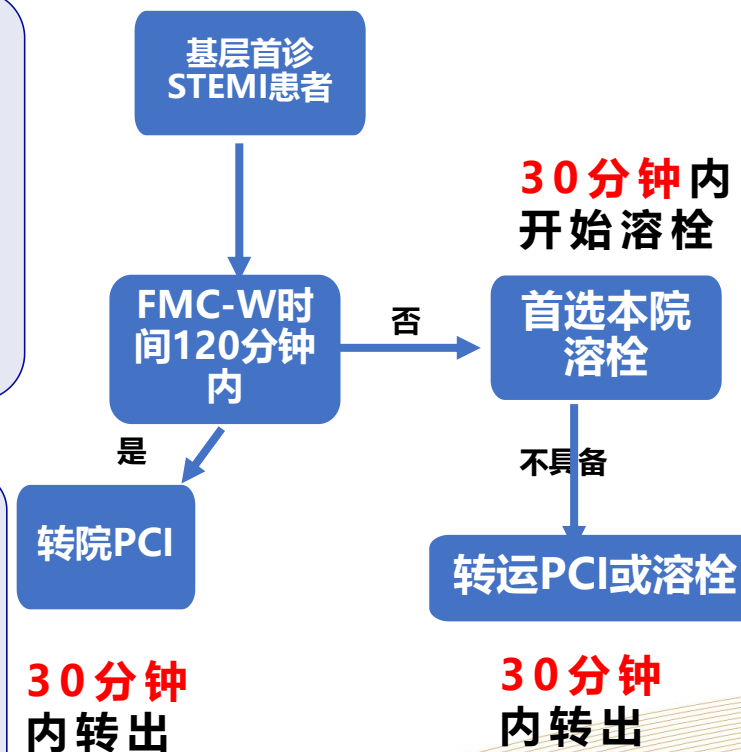 基层首诊
STEMI患者
30分钟内
开始溶栓
FMC-W时
间120分钟
内
否
首选本院
溶栓
是
不具备
转院PCI
转运PCI或溶栓
30分钟
内转出
30分钟
内转出